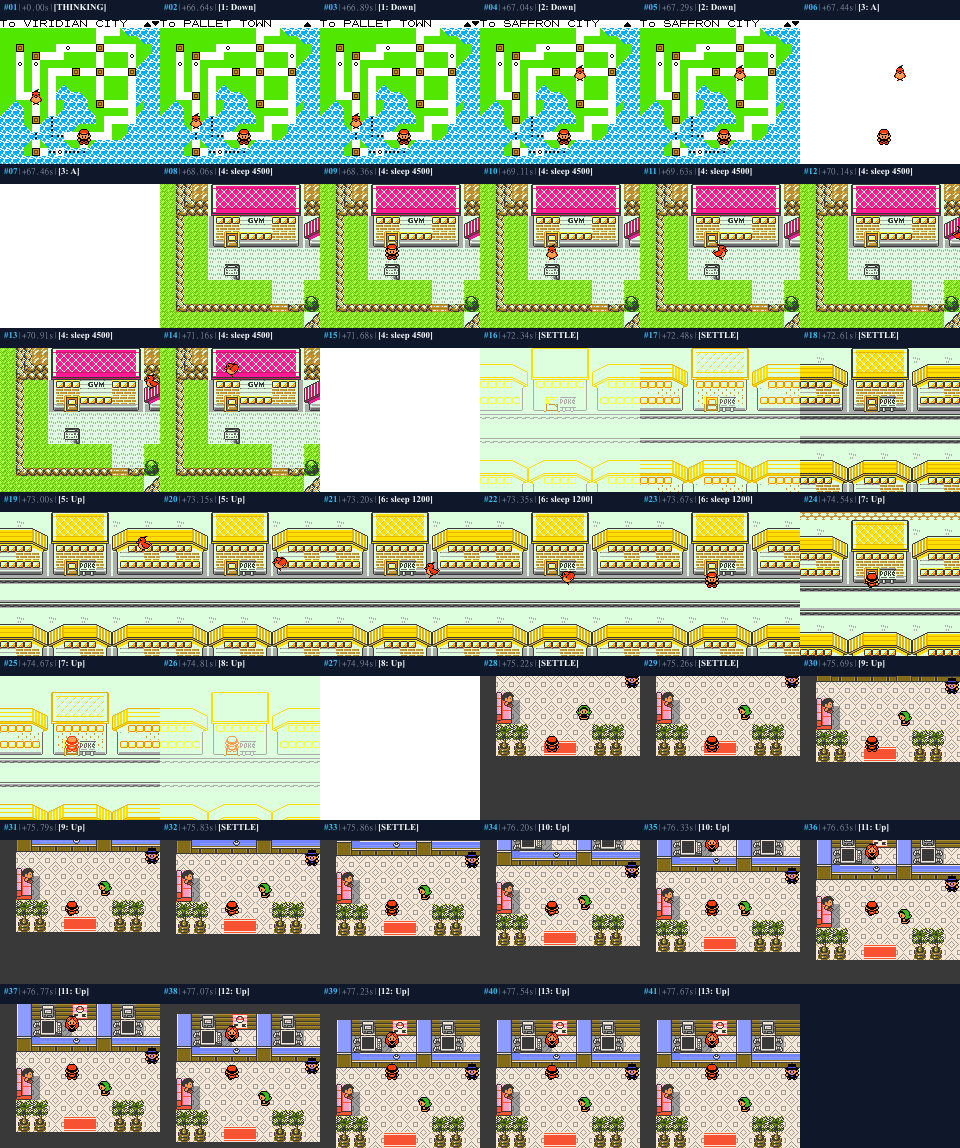 #01|+0.00s|[THINKING] #02|+66.64s|[1: Down] #03|+66.89s|[1: Down] #04|+67.04s|[2: Down] #05|+67.29s|[2: Down] #06|+67.44s|[3: A]
To VIRIDIAN CITY To PALLET TOWN To PALLET TOWN To SAFFRON CITY To SAFFRON CITY
#07|+67.46s|[3: A] #08|+68.06s|[4: sleep 4500] #09|+68.36s|[4: sleep 4500] #10|+69.11s|[4: sleep 4500] #11|+69.63s|[4: sleep 4500] #12|+70.14s|[4: sleep 4500]
GYM GYM GYM GYM GYM
#13|+70.91s|[4: sleep 4500] #14|+71.16s|[4: sleep 4500] #15|+71.68s|[4: sleep 4500] #16|+72.34s|[SETTLE] #17|+72.48s|[SETTLE] #18|+72.61s|[SETTLE]
GYM GYM POKé POKé POKé
#19|+73.00s|[5: Up] #20|+73.15s|[5: Up] #21|+73.20s|[6: sleep 1200] #22|+73.35s|[6: sleep 1200] #23|+73.67s|[6: sleep 1200] #24|+74.54s|[7: Up]
POKé POKé POKé POKé POKé POKé
#25|+74.67s|[7: Up] #26|+74.81s|[8: Up] #27|+74.94s|[8: Up] #28|+75.22s|[SETTLE] #29|+75.26s|[SETTLE] #30|+75.69s|[9: Up]
POKé POKé
#31|+75.79s|[9: Up] #32|+75.83s|[SETTLE] #33|+75.86s|[SETTLE] #34|+76.20s|[10: Up] #35|+76.33s|[10: Up] #36|+76.63s|[11: Up]
#37|+76.77s|[11: Up] #38|+77.07s|[12: Up] #39|+77.23s|[12: Up] #40|+77.54s|[13: Up] #41|+77.67s|[13: Up]